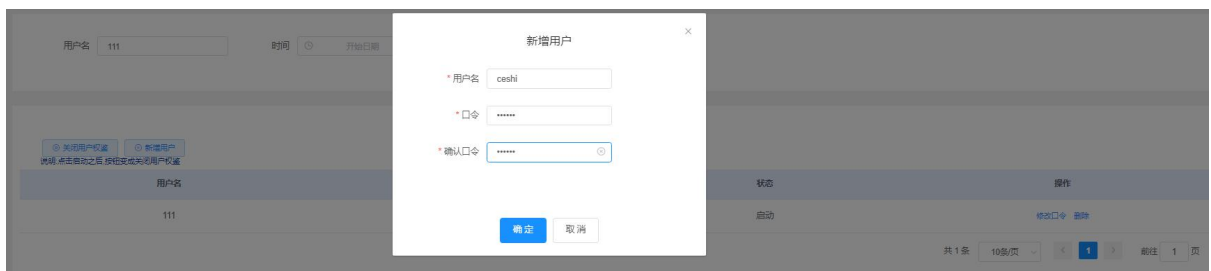 用户名 111 时间 开始日期
新增用户
* 用户名 ceshi
* 口令 ••••••
* 确认口令 ••••••
关闭用户权鉴 新增用户
说明:点击启动之后,按钮变成关闭用户权鉴
用户名 状态 操作
111 启动 修改口令 删除
确定 取消
共1条 10条/页 1 前往 1 页